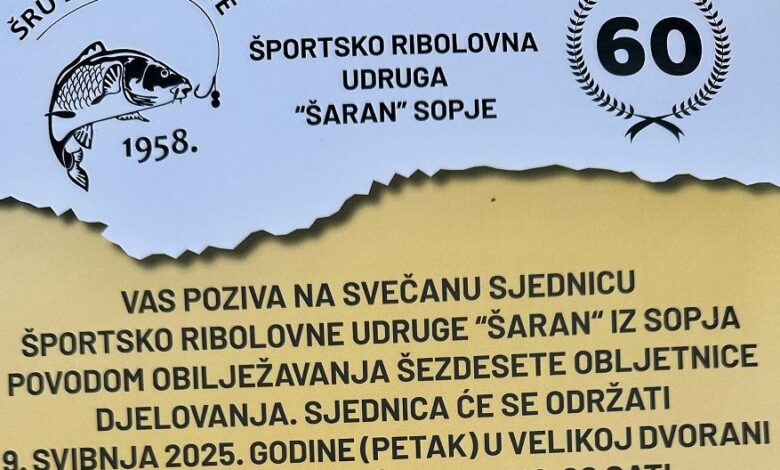 ŠRU
ŠPORTSKO RIBOLOVNA
UDRUGA
“ŠARAN” SOPJE
60
1958.
VAS POZIVA NA SVEČANU SJEDNICU
ŠPORTSKO RIBOLOVNE UDRUGE “ŠARAN“ IZ SOPJA
POVODOM OBILJEŽAVANJA ŠEZDESETE OBLJETNICE
DJELOVANJA. SJEDNICA ĆE SE ODRŽATI
9. SVIBNJA 2025. GODINE (PETAK) U VELIKOJ DVORANI